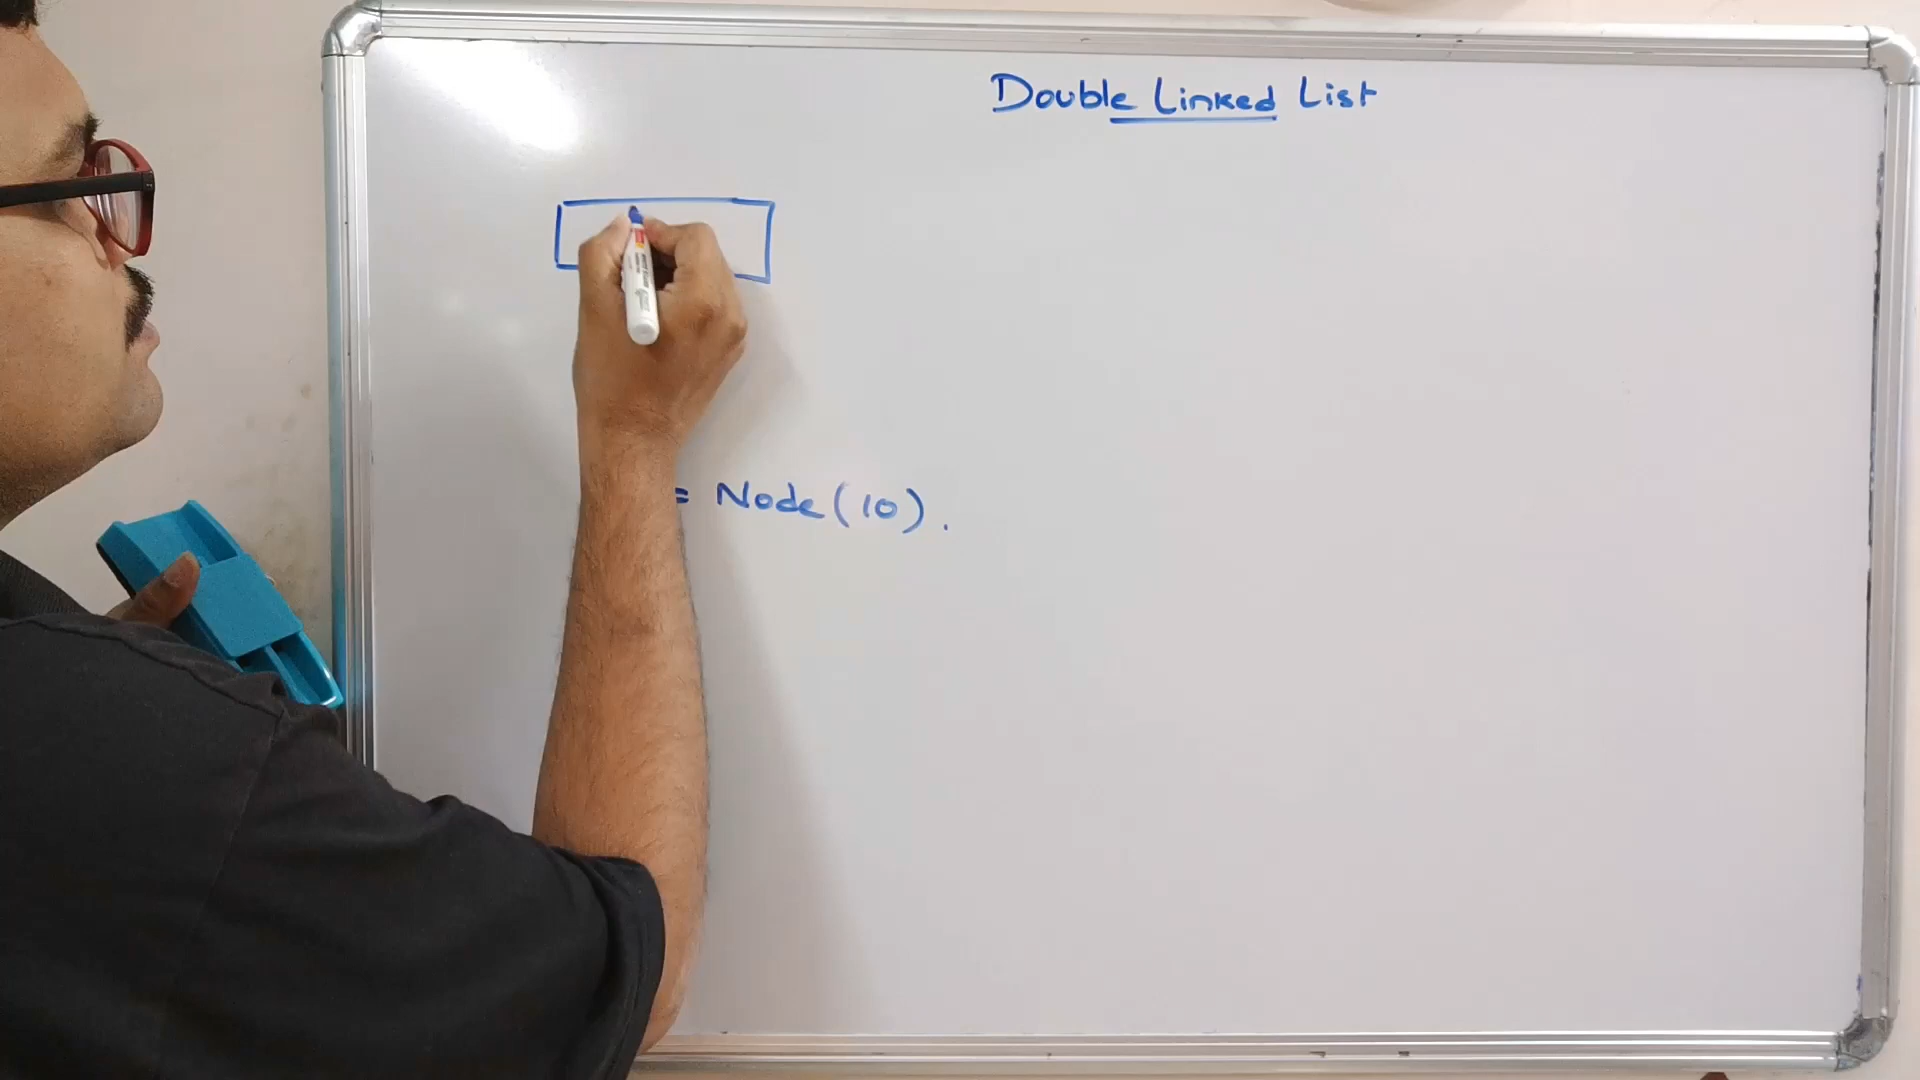 Double Linked List
= Node(10).